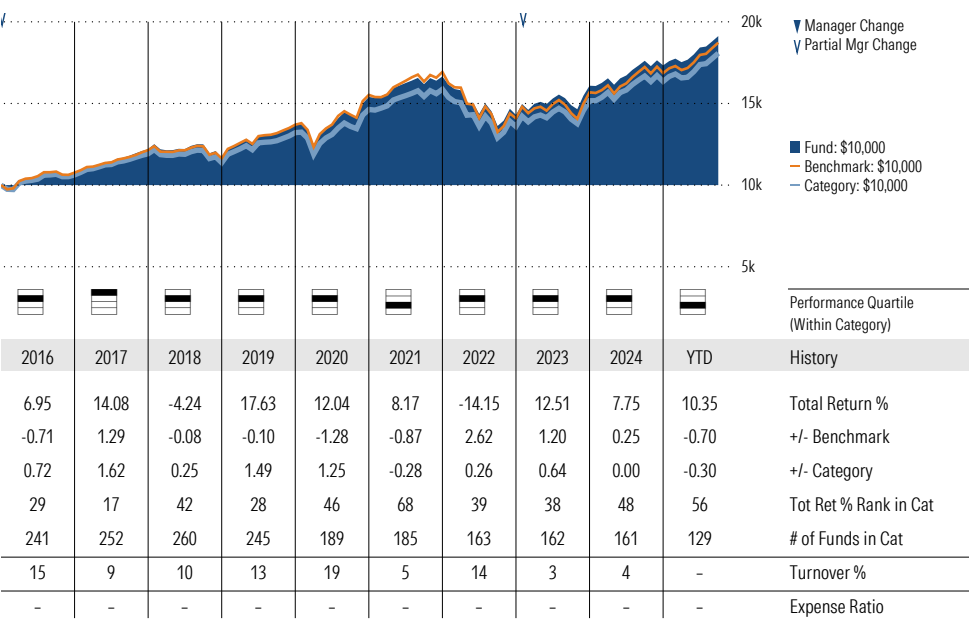 20k
▼ Manager Change
∨ Partial Mgr Change
15k
Fund: $10,000
Benchmark: $10,000
Category: $10,000
10k
5k
Performance Quartile
(Within Category)
2016 2017 2018 2019 2020 2021 2022 2023 2024 YTD History
6.95 14.08 -4.24 17.63 12.04 8.17 -14.15 12.51 7.75 10.35 Total Return %
-0.71 1.29 -0.08 -0.10 -1.28 -0.87 2.62 1.20 0.25 -0.70 +/- Benchmark
0.72 1.62 0.25 1.49 1.25 -0.28 0.26 0.64 0.00 -0.30 +/- Category
29 17 42 28 46 68 39 38 48 56 Tot Ret % Rank in Cat
241 252 260 245 189 185 163 162 161 129 # of Funds in Cat
15 9 10 13 19 5 14 3 4 – Turnover %
– – – – – – – – – – Expense Ratio